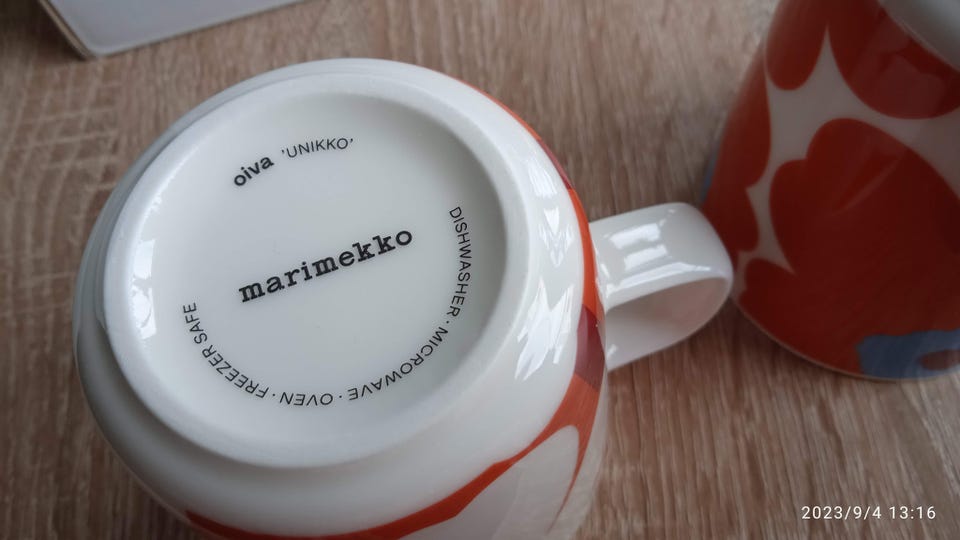 oiva 'UNIKKO'
marimekko
DISHWASHER · MICROWAVE · OVEN · FREEZER SAFE
2023/9/4 13:16